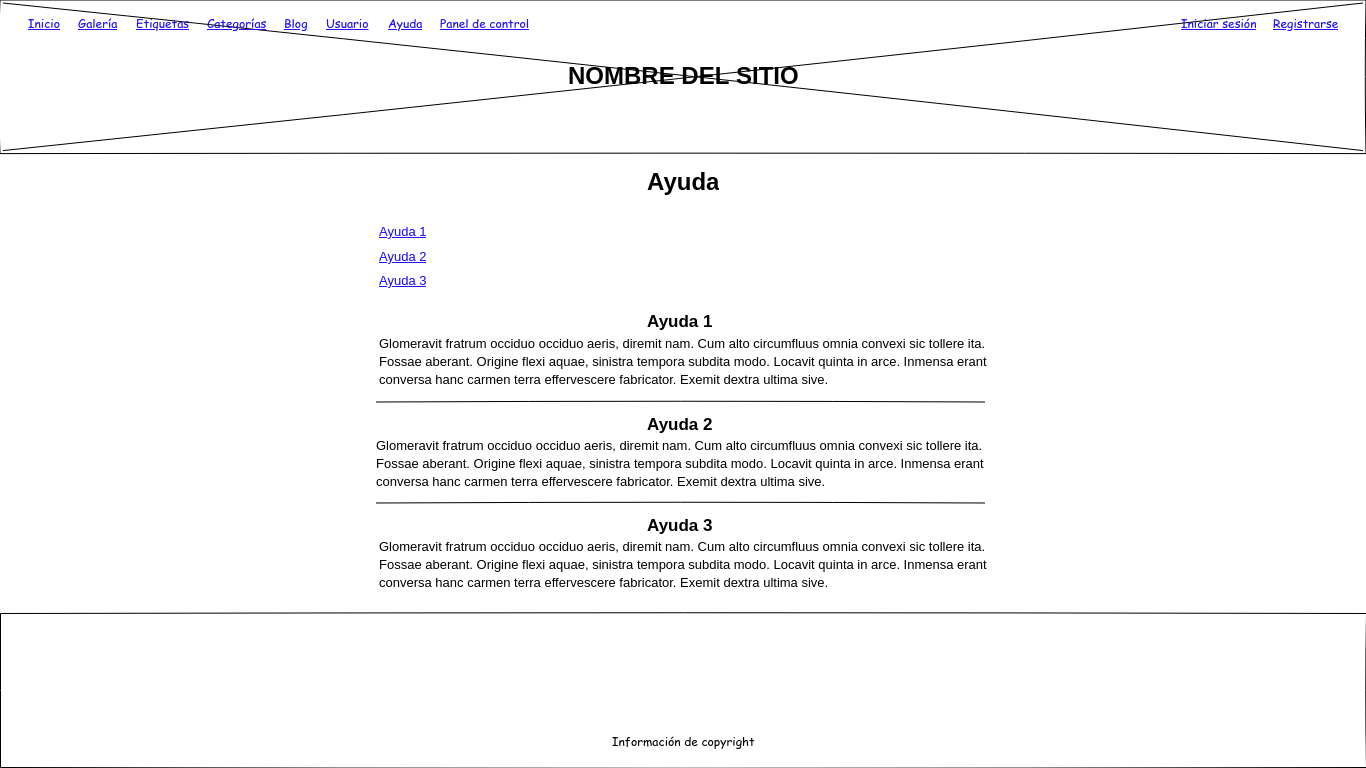 Inicio Galería Etiquetas Categorías Blog Usuario Ayuda Panel de control Iniciar sesión Registrarse
NOMBRE DEL SITIO
Ayuda
Ayuda 1
Ayuda 2
Ayuda 3
Ayuda 1
Glomeravit fratrum occiduo occiduo aeris, diremit nam. Cum alto circumfluus omnia convexi sic tollere ita.
Fossae aberant. Origine flexi aquae, sinistra tempora subdita modo. Locavit quinta in arce. Inmensa erant
conversa hanc carmen terra effervescere fabricator. Exemit dextra ultima sive.
Ayuda 2
Glomeravit fratrum occiduo occiduo aeris, diremit nam. Cum alto circumfluus omnia convexi sic tollere ita.
Fossae aberant. Origine flexi aquae, sinistra tempora subdita modo. Locavit quinta in arce. Inmensa erant
conversa hanc carmen terra effervescere fabricator. Exemit dextra ultima sive.
Ayuda 3
Glomeravit fratrum occiduo occiduo aeris, diremit nam. Cum alto circumfluus omnia convexi sic tollere ita.
Fossae aberant. Origine flexi aquae, sinistra tempora subdita modo. Locavit quinta in arce. Inmensa erant
conversa hanc carmen terra effervescere fabricator. Exemit dextra ultima sive.
Información de copyright